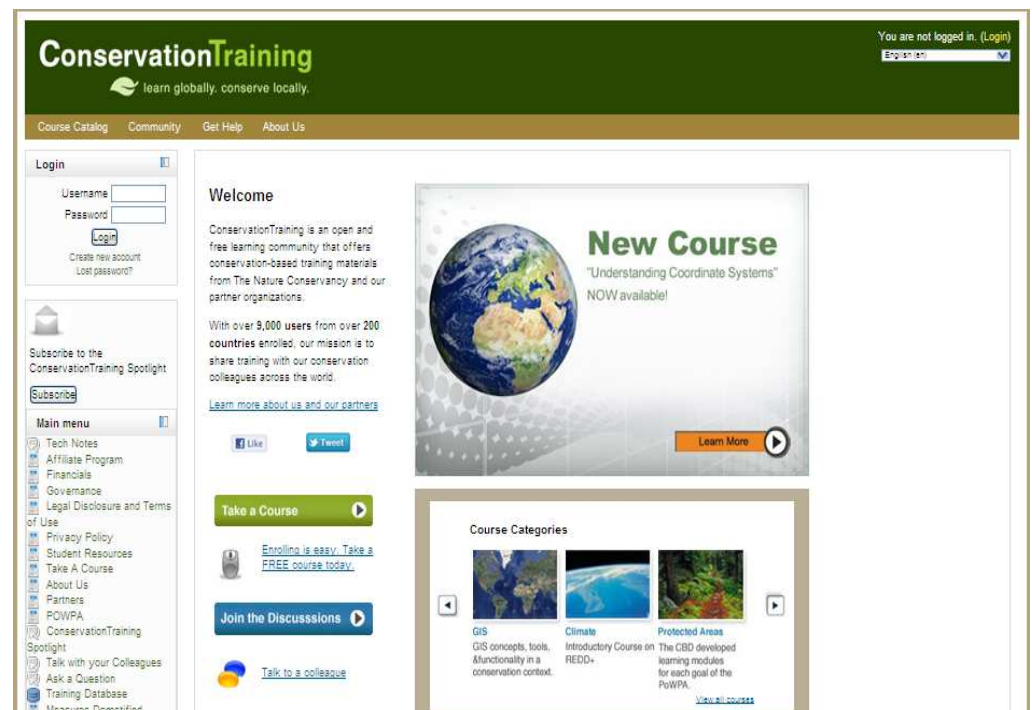 ConservationTraining
learn globally. conserve locally.
You are not logged in. (Login)
English (en)
Course Catalog Community Get Help About Us
Login
Username
Password
Login
Create new account
Lost password?
Subscribe to the
ConservationTraining Spotlight
Subscribe
Main menu
Tech Notes
Affiliate Program
Financials
Governance
Legal Disclosure and Terms
of Use
Privacy Policy
Student Resources
Take A Course
About Us
Partners
POWPA
ConservationTraining
Spotlight
Talk with your Colleagues
Ask a Question
Training Database
Measures Demystified
Welcome
ConservationTraining is an open and
free learning community that offers
conservation-based training materials
from The Nature Conservancy and our
partner organizations.
With over 9,000 users from over 200
countries enrolled, our mission is to
share training with our conservation
colleagues across the world.
Learn more about us and our partners
Like
Tweet
Take a Course
Enrolling is easy. Take a
FREE course today.
Join the Discusssions
Talk to a colleague
New Course
"Understanding Coordinate Systems"
NOW available!
Learn More
Course Categories
GIS
GIS concepts, tools,
&functionality in a
conservation context.
Climate
Introductory Course on
REDD+
Protected Areas
The CBD developed
learning modules
for each goal of the
PoWPA.
View all courses